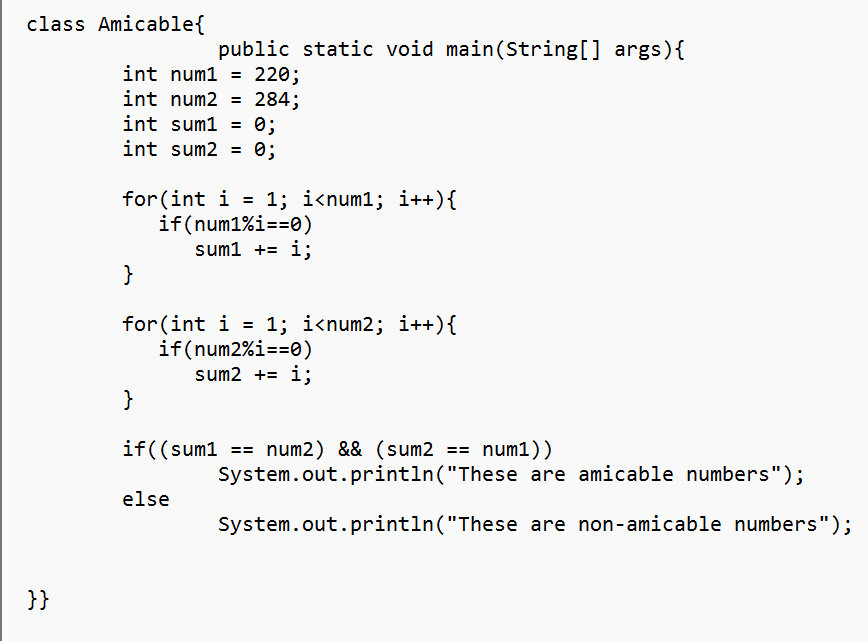 class Amicable{
                public static void main(String[] args){
        int num1 = 220;
        int num2 = 284;
        int sum1 = 0;
        int sum2 = 0;

        for(int i = 1; i<num1; i++){
           if(num1%i==0)
              sum1 += i;
        }

        for(int i = 1; i<num2; i++){
           if(num2%i==0)
              sum2 += i;
        }

        if((sum1 == num2) && (sum2 == num1))
                System.out.println("These are amicable numbers");
        else
                System.out.println("These are non-amicable numbers");


}}